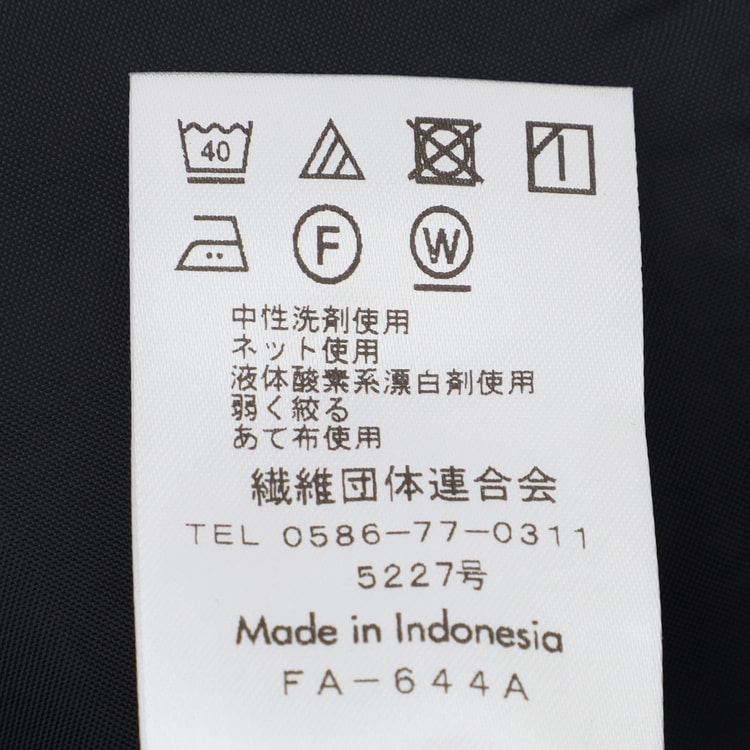 40
F W
中性洗剤使用
ネット使用
液体酸素系漂白剤使用
弱く絞る
あて布使用
繊維団体連合会
TEL 0586-77-0311
5227号
Made in Indonesia
FA-644A